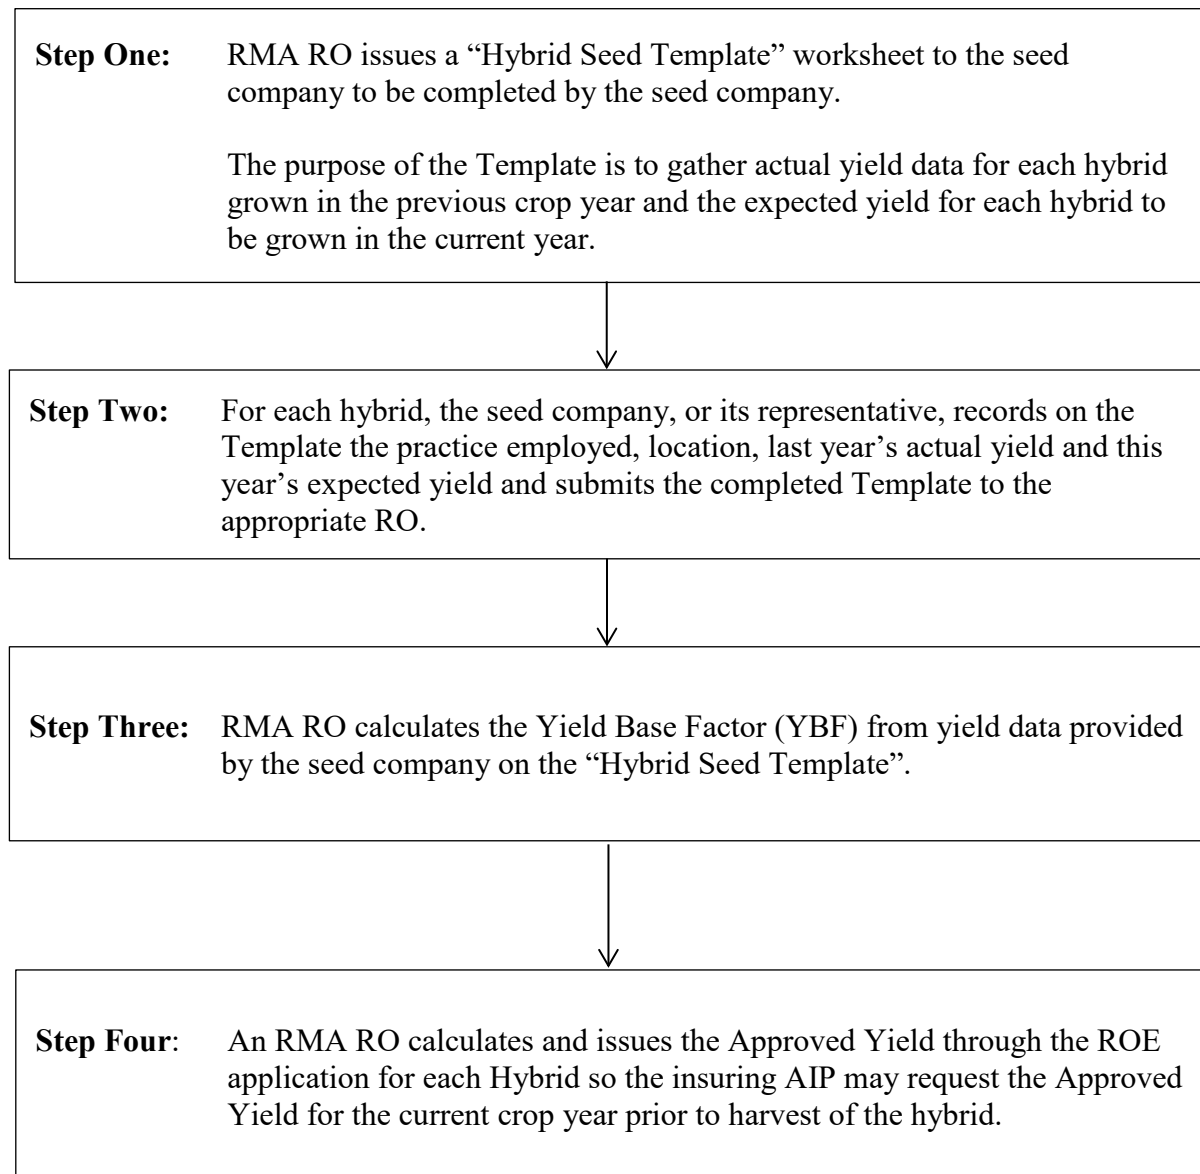 Step One: RMA RO issues a “Hybrid Seed Template” worksheet to the seed
company to be completed by the seed company.
The purpose of the Template is to gather actual yield data for each hybrid
grown in the previous crop year and the expected yield for each hybrid to
be grown in the current year.
Step Two: For each hybrid, the seed company, or its representative, records on the
Template the practice employed, location, last year’s actual yield and this
year’s expected yield and submits the completed Template to the
appropriate RO.
Step Three: RMA RO calculates the Yield Base Factor (YBF) from yield data provided
by the seed company on the “Hybrid Seed Template”.
Step Four: An RMA RO calculates and issues the Approved Yield through the ROE
application for each Hybrid so the insuring AIP may request the Approved
Yield for the current crop year prior to harvest of the hybrid.